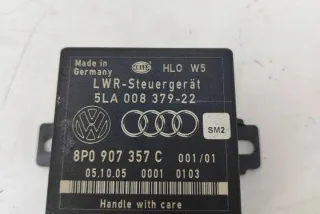 Made in
Germany HELLA HLO W5
LWR-Steuergerät
5LA 008 379-22
SM2
8P0 907 357 C 001/01
05.10.05 0001 0103
Handle with care